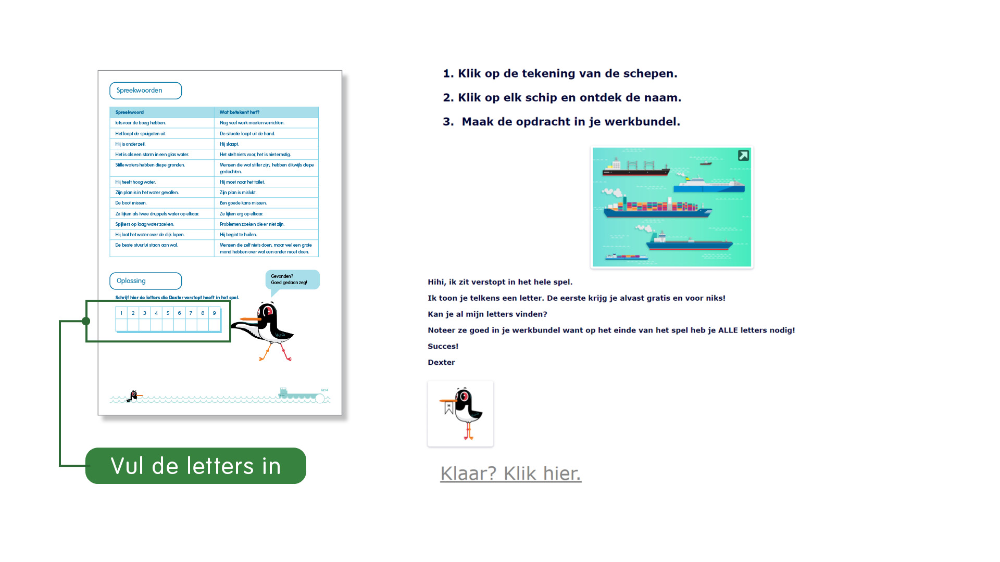 Spreekwoorden
Spreekwoord Wat betekent het?
Iets voor de boeg hebben. Nog veel werk moeten verrichten.
Het loopt de spuigaten uit. De situatie loopt uit de hand.
Hij is onder zeil. Hij slaapt.
Het is als een storm in een glas water. Het stelt niets voor, het is niet ernstig.
Stille waters hebben diepe gronden. Mensen die wat stiller zijn, hebben dikwijls diepe
gedachten.
Hij heeft hoog water. Hij moet naar het toilet.
Zijn plan is in het water gevallen. Zijn plan is mislukt.
De boot missen. Een goede kans missen.
Ze lijken als twee druppels water op elkaar. Ze lijken erg op elkaar.
Spijkers op laag water zoeken. Problemen zoeken die er niet zijn.
Hij laat het water over de dijk lopen. Hij begint te huilen.
De beste stuurlui staan aan wal. Mensen die zelf niets doen, maar wel een grote
mond hebben over wat een ander moet doen.
Oplossing
Gevonden?
Goed gedaan zeg!
Schrijf hier de letters die Dexter verstopt heeft in het spel.
1 2 3 4 5 6 7 8 9
Les 4
Vul de letters in
1. Klik op de tekening van de schepen.
2. Klik op elk schip en ontdek de naam.
3. Maak de opdracht in je werkbundel.
Hihi, ik zit verstopt in het hele spel.
Ik toon je telkens een letter. De eerste krijg je alvast gratis en voor niks!
Kan je al mijn letters vinden?
Noteer ze goed in je werkbundel want op het einde van het spel heb je ALLE letters nodig!
Succes!
Dexter
H
Klaar? Klik hier.